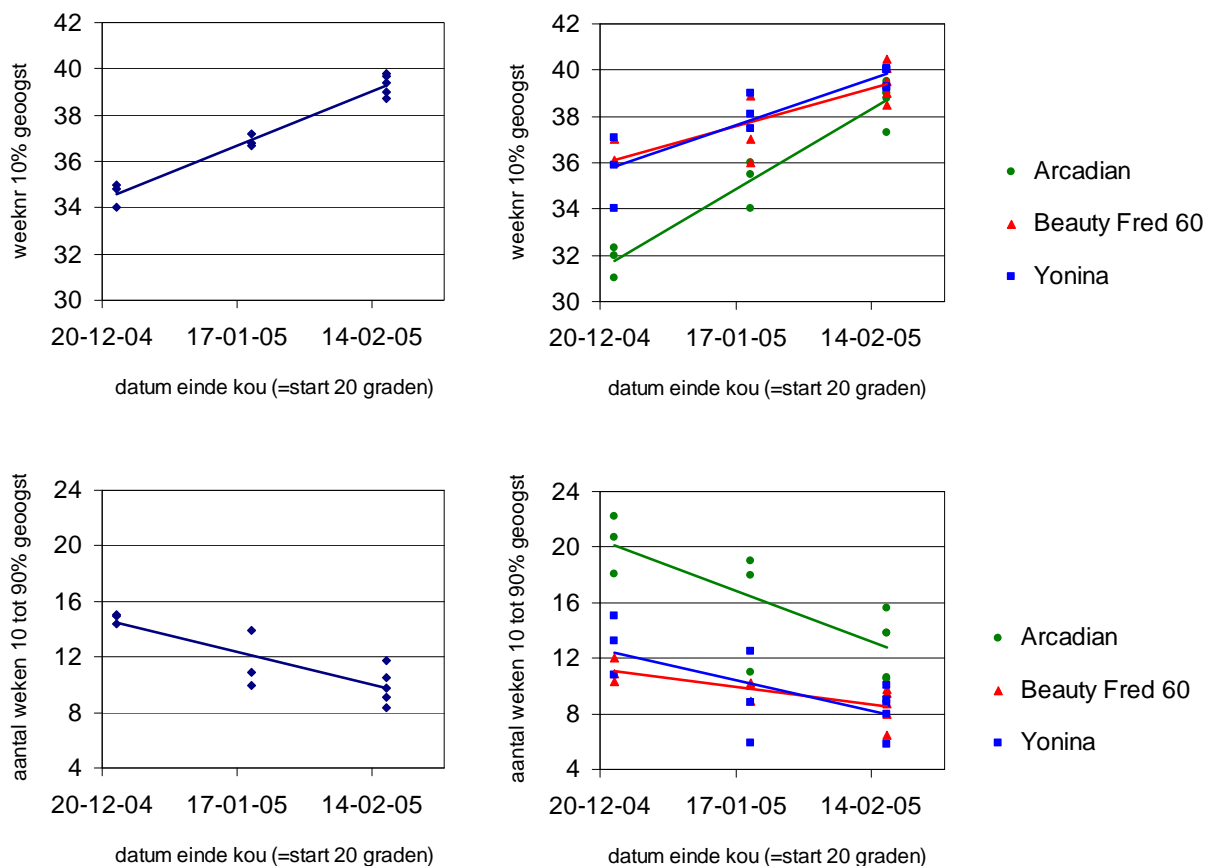 weeknr 10% geoogst
42
40
38
36
34
32
30
20-12-04 17-01-05 14-02-05
datum einde kou (=start 20 graden)
weeknr 10% geoogst
42
40
38
36
34
32
30
20-12-04 17-01-05 14-02-05
datum einde kou (=start 20 graden)
Arcadian
Beauty Fred 60
Yonina
aantal weken 10 tot 90% geoogst
24
20
16
12
8
4
20-12-04 17-01-05 14-02-05
datum einde kou (=start 20 graden)
aantal weken 10 tot 90% geoogst
24
20
16
12
8
4
20-12-04 17-01-05 14-02-05
datum einde kou (=start 20 graden)
Arcadian
Beauty Fred 60
Yonina